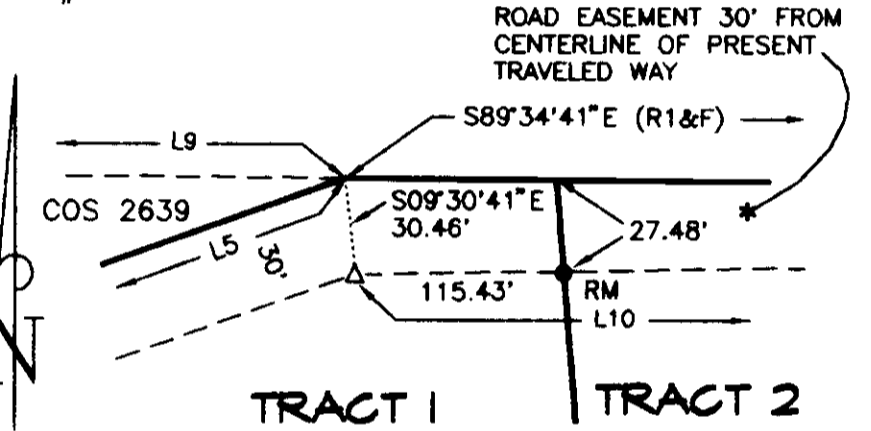 ROAD EASEMENT 30' FROM
CENTERLINE OF PRESENT
TRAVELED WAY
S89°34'41"E (R1&F)
L9
COS 2639
S09°30'41"E
30.46'
L5
30'
27.48'
115.43'
RM
L10
TRACT 1
TRACT 2
*
N